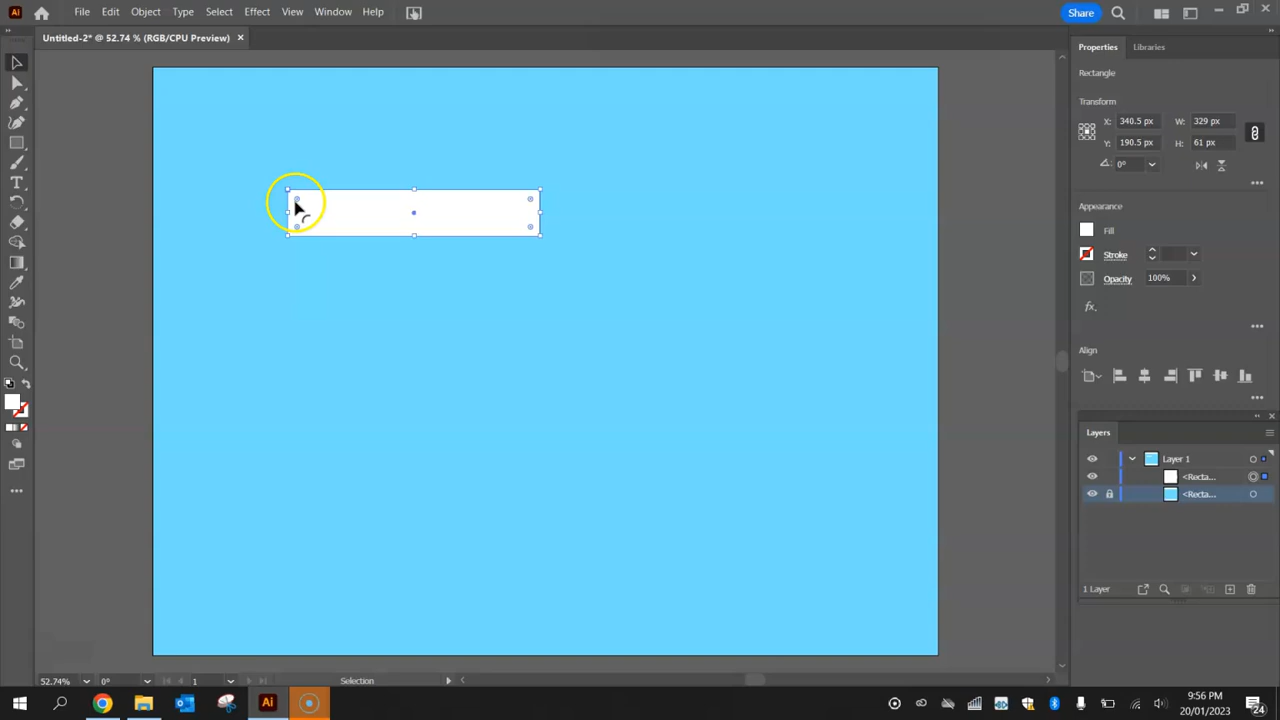 Ai File Edit Object Type Select Effect View Window Help Share
Untitled-2* @ 52.74 % (RGB/CPU Preview)
Properties Libraries
Rectangle
Transform
X: 340.5 px W: 329 px
Y: 190.5 px H: 61 px
0°
Appearance
Fill
Stroke
Opacity 100%
fx.
Align
Layers
Layer 1
<Recta...
<Recta...
1 Layer
52.74% 0° 1 Selection
Ai
9:56 PM
20/01/2023
24